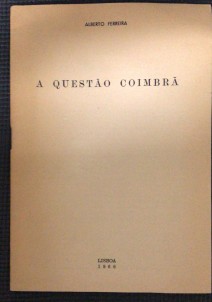 ALBERTO FERREIRA
A QUESTÃO COIMBRÃ
LISBOA